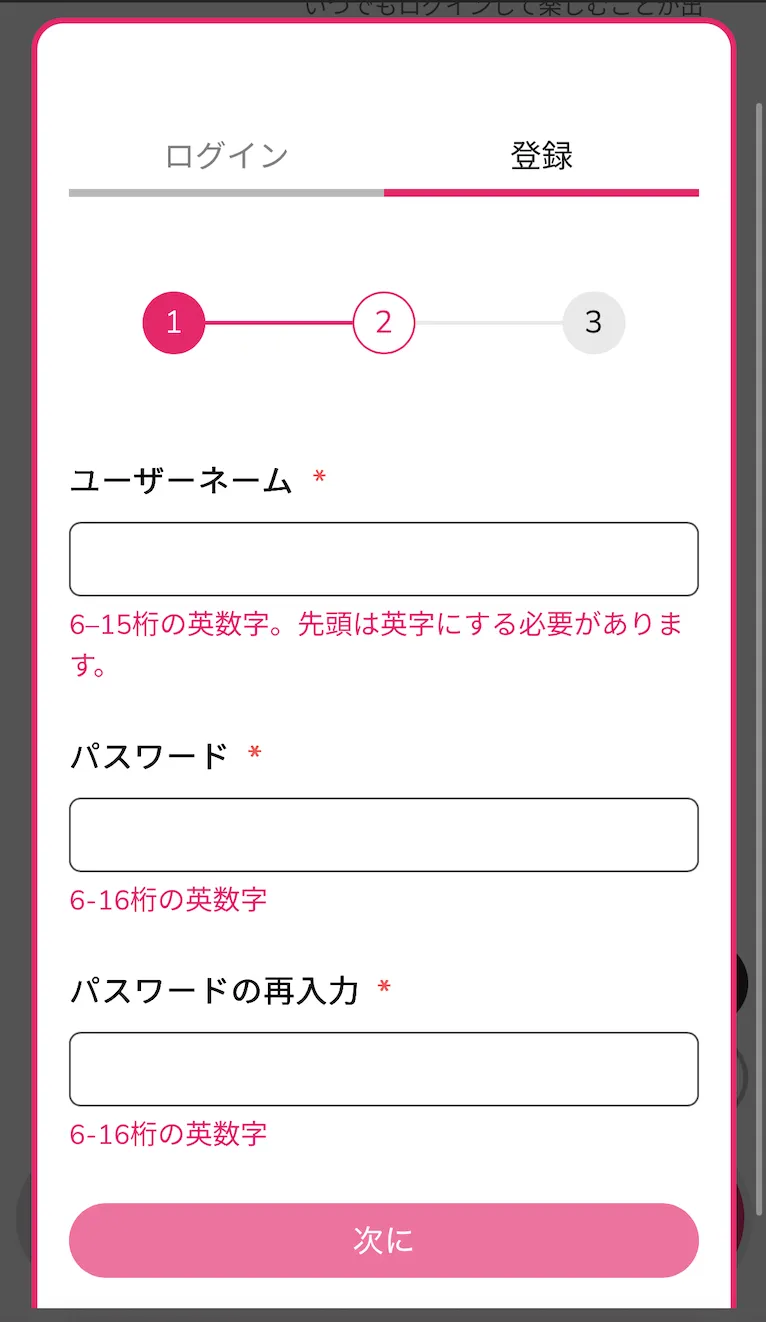 いつでもログインして楽しむことが出
ログイン
登録
1
2
3
ユーザーネーム *
6–15桁の英数字。先頭は英字にする必要がありま
す。
パスワード *
6-16桁の英数字
パスワードの再入力 *
6-16桁の英数字
次に